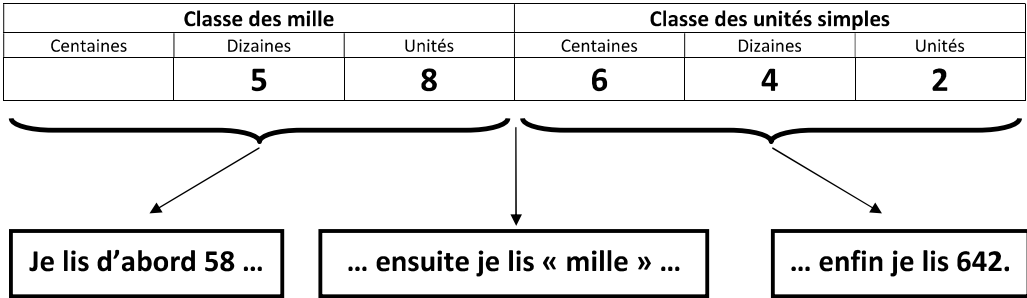 Classe des mille Classe des unités simples
Centaines Dizaines Unités Centaines Dizaines Unités
5 8 6 4 2
Je lis d’abord 58 ... ... ensuite je lis « mille » ... ... enfin je lis 642.